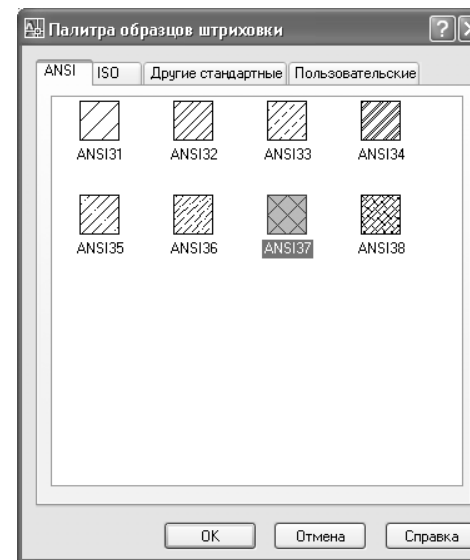 Палитра образцов штриховки
ANSI ISO Другие стандартные Пользовательские
ANSI31 ANSI32 ANSI33 ANSI34
ANSI35 ANSI36 ANSI37 ANSI38
OK Отмена Справка